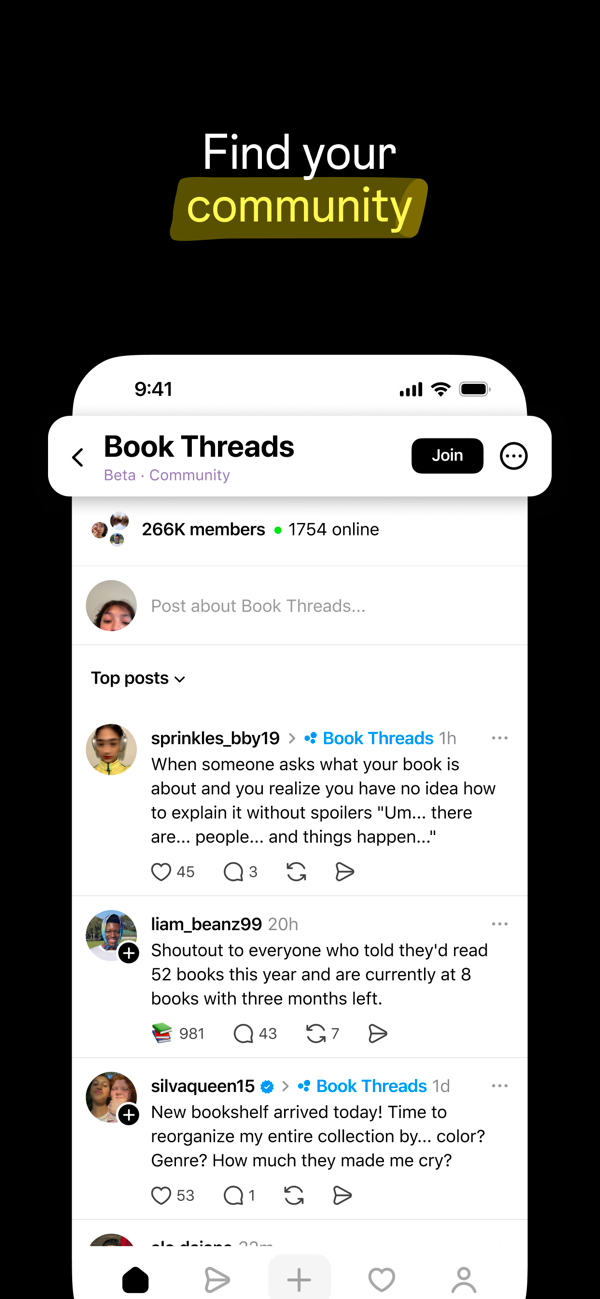 Find your
community
9:41
Book Threads
Beta · Community
Join
266K members 1754 online
Post about Book Threads...
Top posts
sprinkles_bby19 > Book Threads 1h
When someone asks what your book is
about and you realize you have no idea how
to explain it without spoilers "Um... there
are... people... and things happen..."
45 3
liam_beanz99 20h
Shoutout to everyone who told they'd read
52 books this year and are currently at 8
books with three months left.
981 43 7
silvaqueen15 > Book Threads 1d
New bookshelf arrived today! Time to
reorganize my entire collection by... color?
Genre? How much they made me cry?
53 1